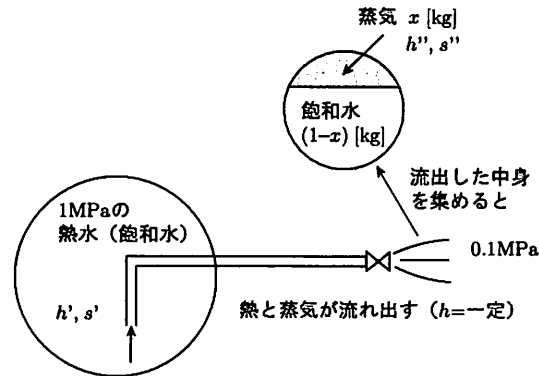 蒸気 x [kg]
h”, s”
飽和水
(1−x) [kg]
流出した中身
を集めると
1MPaの
熱水（飽和水）
0.1MPa
h’, s’
熱と蒸気が流れ出す（h=一定）